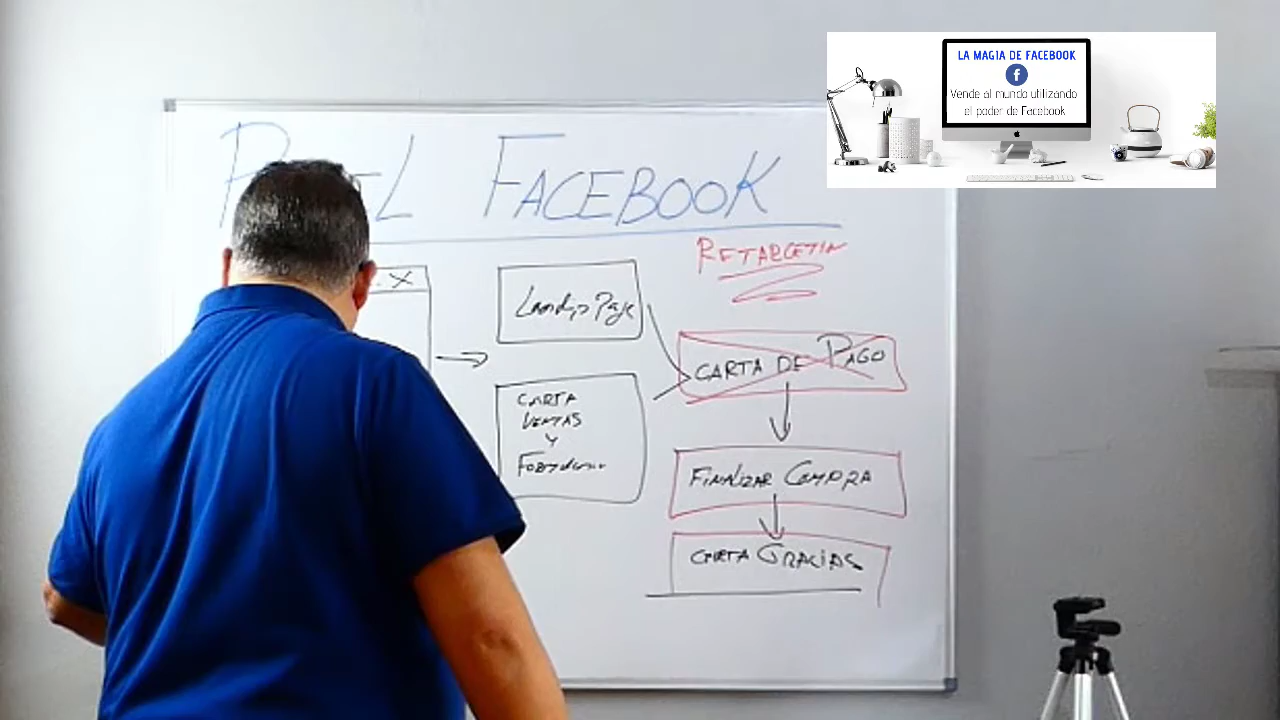 LA MAGIA DE FACEBOOK
f
Vende al mundo utilizando
el poder de Facebook
FACEBOOK
RETARGETIN
X
Landing Page
CARTA DE PAGO
CARTA
VENTAS
Y
FINALIZAR COMPRA
CARTA GRACIAS